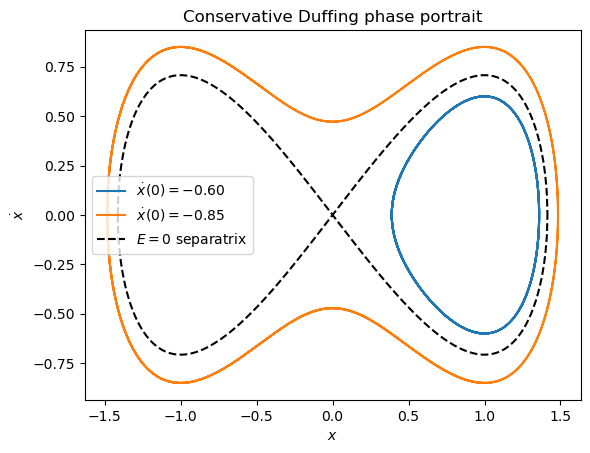 Conservative Duffing phase portrait
0.75
0.50
0.25
0.00
−0.25
−0.50
−0.75
ẋ
ẋ(0) = −0.60
ẋ(0) = −0.85
E = 0 separatrix
−1.5 −1.0 −0.5 0.0 0.5 1.0 1.5
x